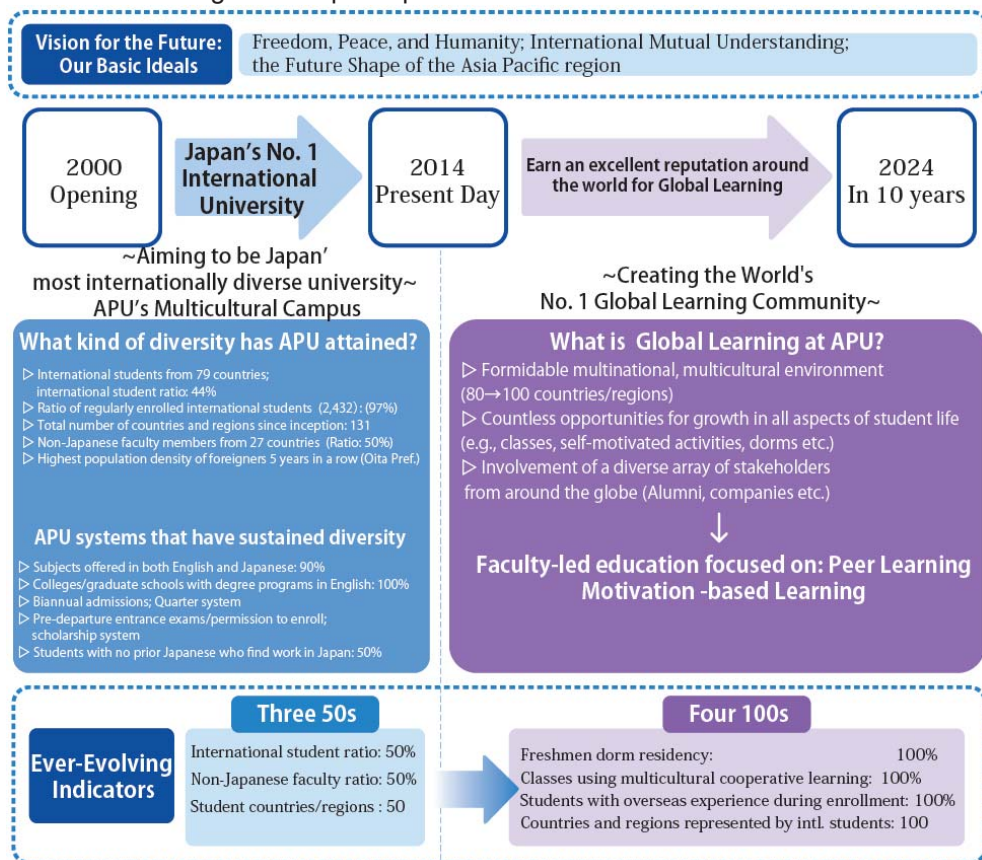 Vision for the Future:
Our Basic Ideals
Freedom, Peace, and Humanity; International Mutual Understanding;
the Future Shape of the Asia Pacific region
2000
Opening
Japan's No. 1
International
University
2014
Present Day
Earn an excellent reputation around
the world for Global Learning
2024
In 10 years
~Aiming to be Japan'
most internationally diverse university~
APU's Multicultural Campus
~Creating the World's
No. 1 Global Learning Community~
What kind of diversity has APU attained?
▷ International students from 79 countries;
international student ratio: 44%
▷ Ratio of regularly enrolled international students (2,432): (97%)
▷ Total number of countries and regions since inception: 131
▷ Non-Japanese faculty members from 27 countries (Ratio: 50%)
▷ Highest population density of foreigners 5 years in a row (Oita Pref.)
APU systems that have sustained diversity
▷ Subjects offered in both English and Japanese: 90%
▷ Colleges/graduate schools with degree programs in English: 100%
▷ Biannual admissions; Quarter system
▷ Pre-departure entrance exams/permission to enroll;
scholarship system
▷ Students with no prior Japanese who find work in Japan: 50%
What is Global Learning at APU?
▷ Formidable multinational, multicultural environment
(80→100 countries/regions)
▷ Countless opportunities for growth in all aspects of student life
(e.g., classes, self-motivated activities, dorms etc.)
▷ Involvement of a diverse array of stakeholders
from around the globe (Alumni, companies etc.)
↓
Faculty-led education focused on: Peer Learning
Motivation -based Learning
Ever-Evolving
Indicators
Three 50s
International student ratio: 50%
Non-Japanese faculty ratio: 50%
Student countries/regions : 50
Four 100s
Freshmen dorm residency: 100%
Classes using multicultural cooperative learning: 100%
Students with overseas experience during enrollment: 100%
Countries and regions represented by intl. students: 100